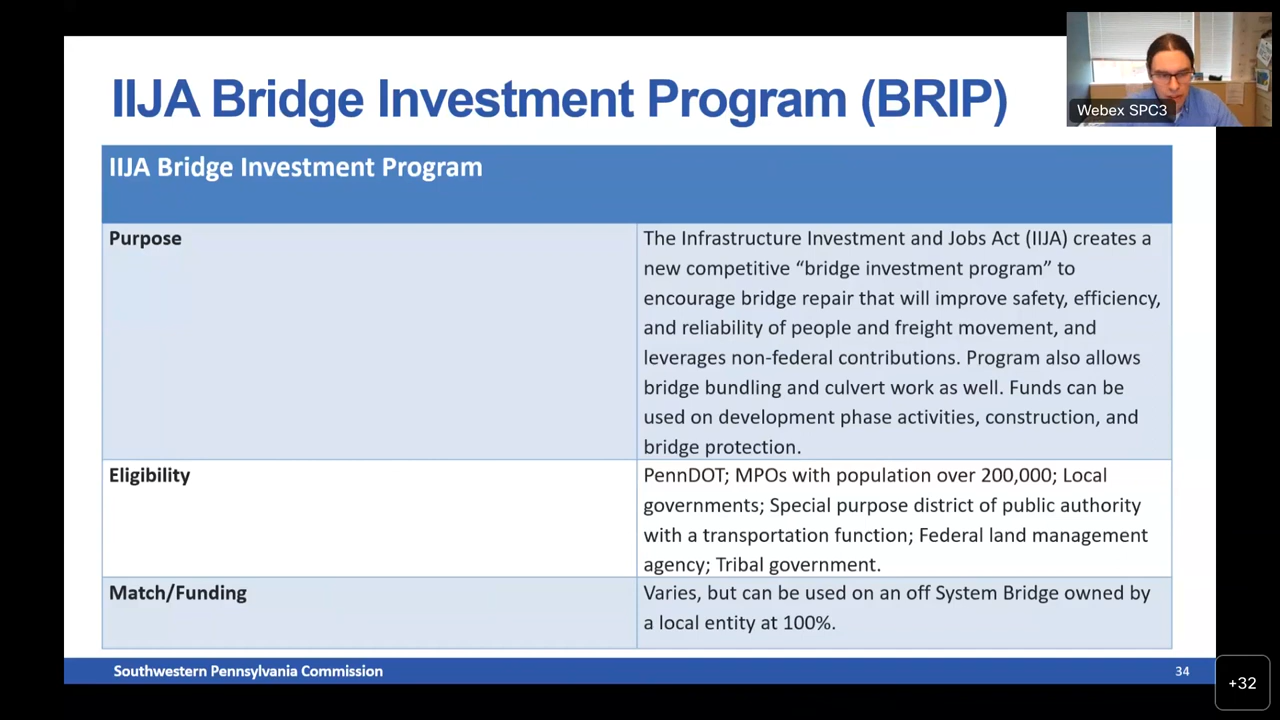 IIJA Bridge Investment Program (BRIP)
Webex SPC3
IIJA Bridge Investment Program
Purpose
The Infrastructure Investment and Jobs Act (IIJA) creates a
new competitive “bridge investment program” to
encourage bridge repair that will improve safety, efficiency,
and reliability of people and freight movement, and
leverages non-federal contributions. Program also allows
bridge bundling and culvert work as well. Funds can be
used on development phase activities, construction, and
bridge protection.
Eligibility
PennDOT; MPOs with population over 200,000; Local
governments; Special purpose district of public authority
with a transportation function; Federal land management
agency; Tribal government.
Match/Funding
Varies, but can be used on an off System Bridge owned by
a local entity at 100%.
Southwestern Pennsylvania Commission
34
+32